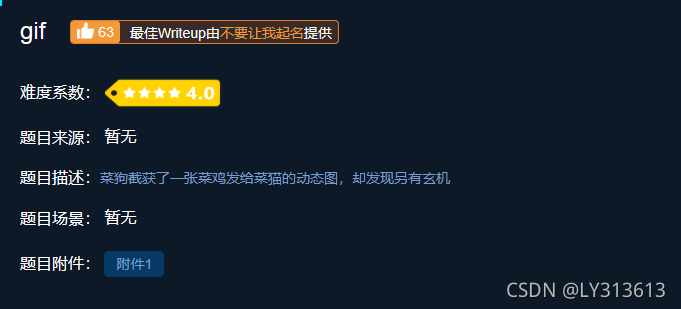 gif 63 最佳Writeup由不要让我起名提供
难度系数： 4.0
题目来源： 暂无
题目描述：菜狗截获了一张菜鸡发给菜猫的动态图，却发现另有玄机
题目场景： 暂无
题目附件： 附件1
CSDN @LY313613